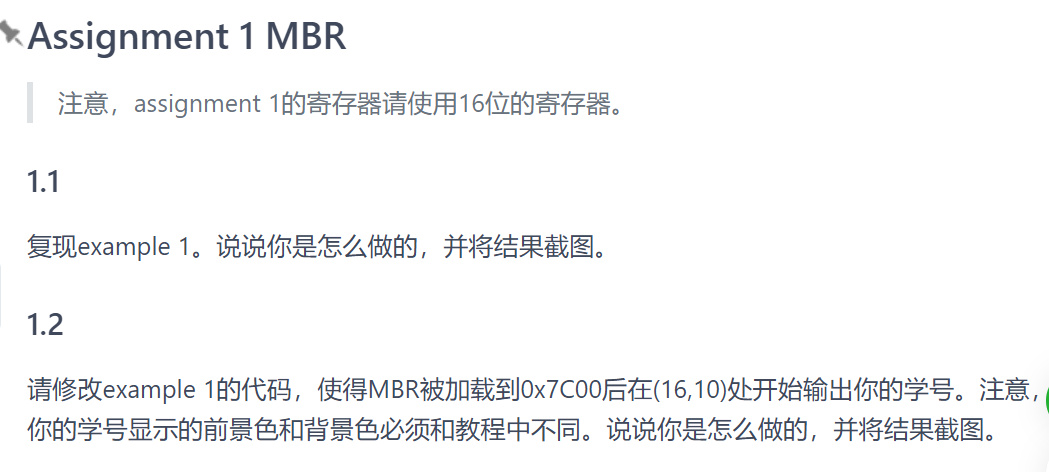 Assignment 1 MBR
注意，assignment 1的寄存器请使用16位的寄存器。
1.1
复现example 1。说说你是怎么做的，并将结果截图。
1.2
请修改example 1的代码，使得MBR被加载到0x7C00后在(16,10)处开始输出你的学号。注意，
你的学号显示的前景色和背景色必须和教程中不同。说说你是怎么做的，并将结果截图。